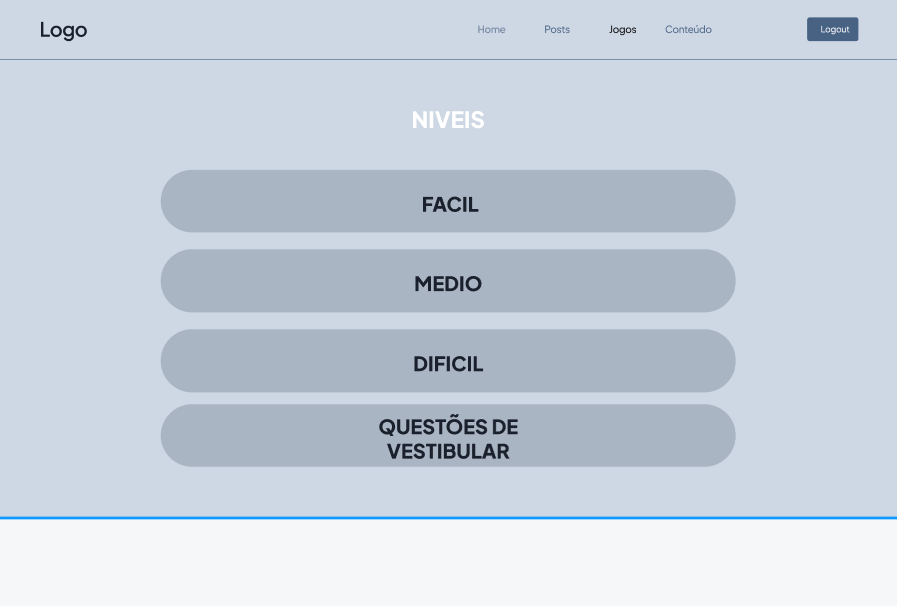 Logo
Home Posts Jogos Conteúdo Logout
NIVEIS
FACIL
MEDIO
DIFICIL
QUESTÕES DE
VESTIBULAR